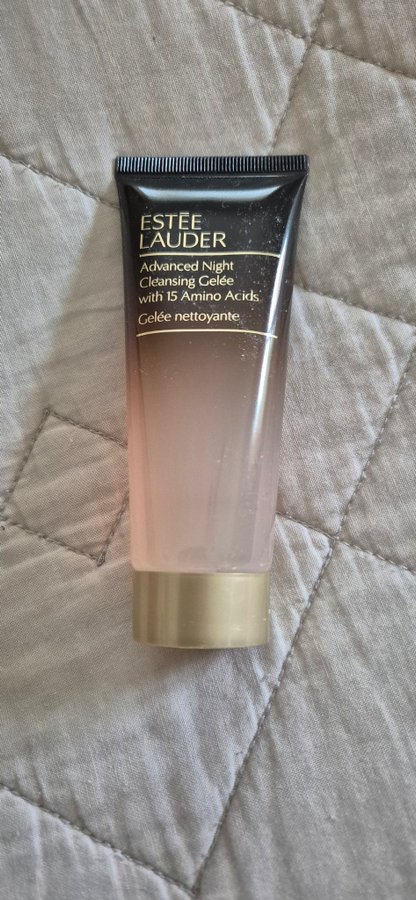 ESTĒE
LAUDER
Advanced Night
Cleansing Gelée
with 15 Amino Acids
Gelée nettoyante